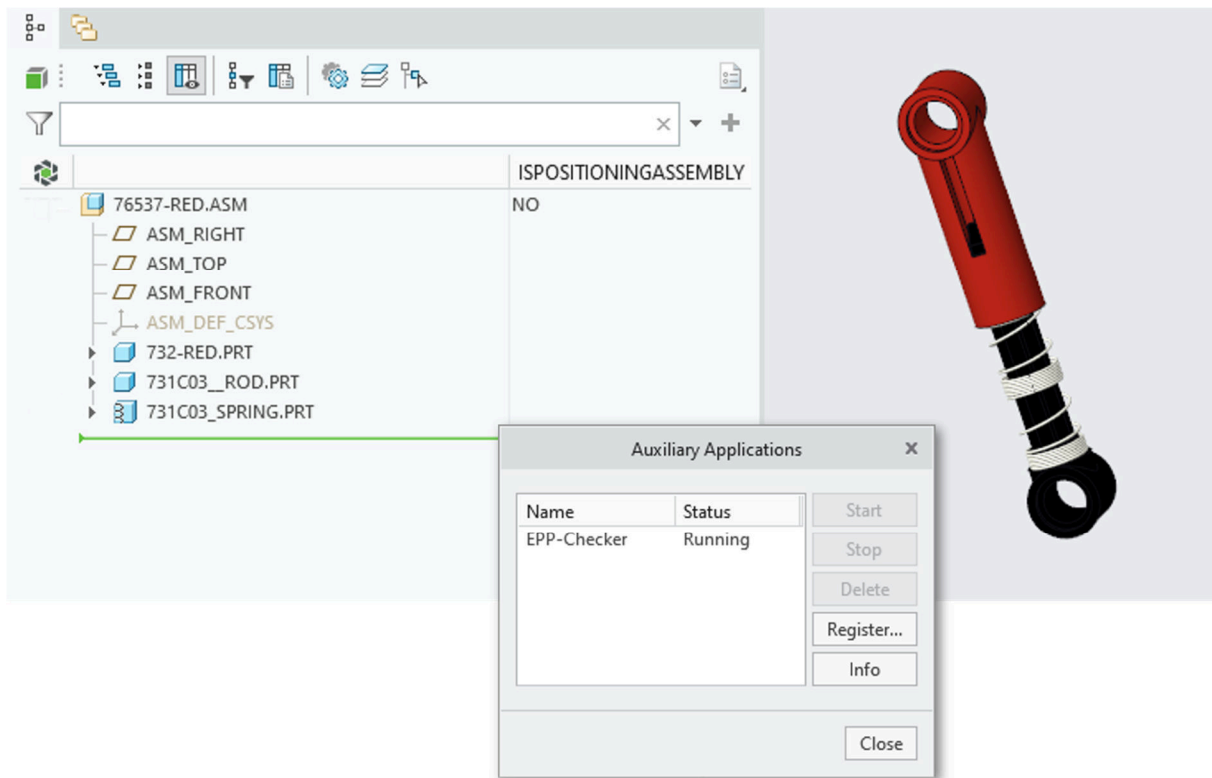 ISPOSITIONINGASSEMBLY
76537-RED.ASM NO
ASM_RIGHT
ASM_TOP
ASM_FRONT
ASM_DEF_CSYS
732-RED.PRT
731C03__ROD.PRT
731C03_SPRING.PRT
Auxiliary Applications
Name Status
EPP-Checker Running
Start
Stop
Delete
Register...
Info
Close